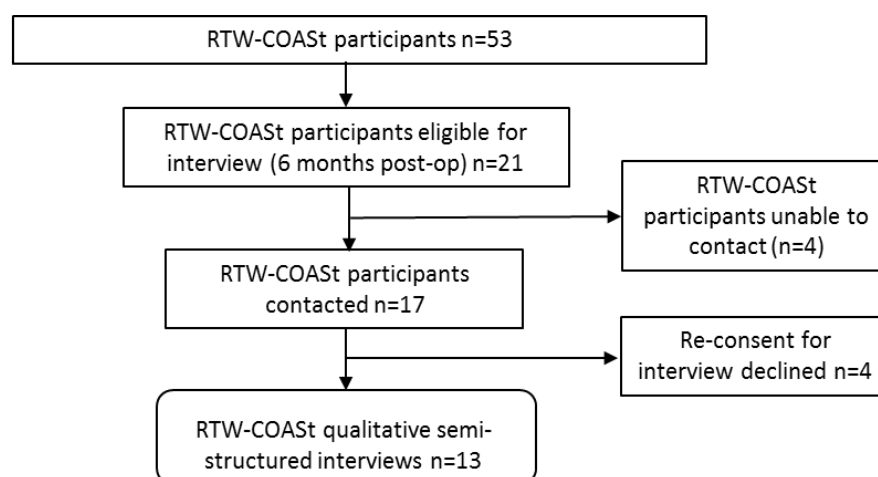 RTW-COASt participants n=53
RTW-COASt participants eligible for
interview (6 months post-op) n=21
RTW-COASt
participants unable to
contact (n=4)
RTW-COASt participants
contacted n=17
Re-consent for
interview declined n=4
RTW-COASt qualitative semi-
structured interviews n=13